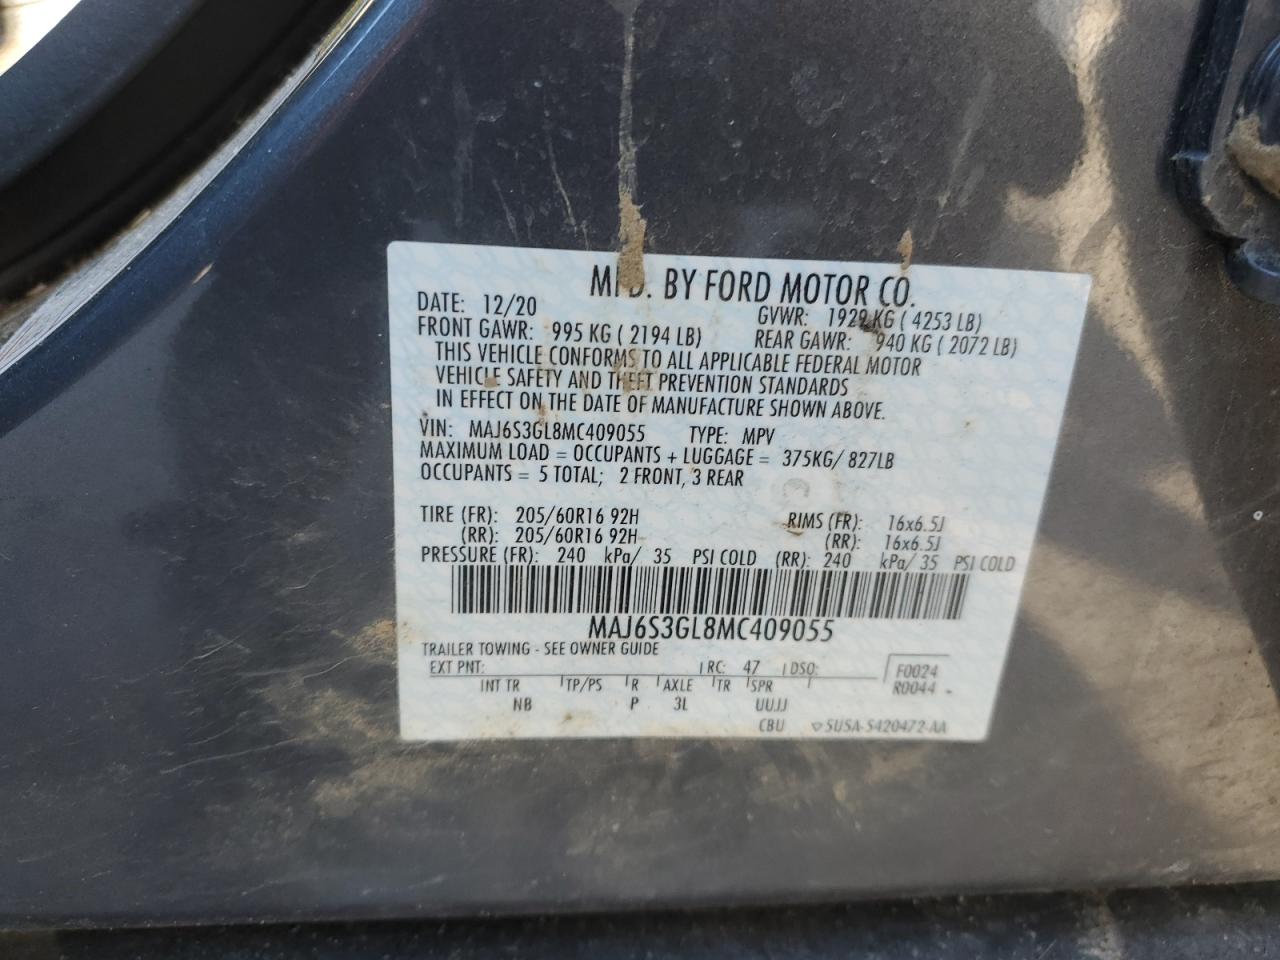 MFD. BY FORD MOTOR CO.
DATE: 12/20 GVWR: 1929 KG ( 4253 LB)
FRONT GAWR: 995 KG ( 2194 LB) REAR GAWR: 940 KG ( 2072 LB)
THIS VEHICLE CONFORMS TO ALL APPLICABLE FEDERAL MOTOR
VEHICLE SAFETY AND THEFT PREVENTION STANDARDS
IN EFFECT ON THE DATE OF MANUFACTURE SHOWN ABOVE.
VIN: MAJ6S3GL8MC409055 TYPE: MPV
MAXIMUM LOAD = OCCUPANTS + LUGGAGE = 375KG/ 827LB
OCCUPANTS = 5 TOTAL; 2 FRONT, 3 REAR
TIRE (FR): 205/60R16 92H RIMS (FR): 16x6.5J
(RR): 205/60R16 92H (RR): 16x6.5J
PRESSURE (FR): 240 kPa/ 35 PSI COLD (RR): 240 kPa/ 35 PSI COLD
MAJ6S3GL8MC409055
TRAILER TOWING - SEE OWNER GUIDE
EXT PNT: RC: 47 DSO: F0024
R0044
INT TR TP/PS R AXLE TR SPR
NB P 3L UUJJ
CBU 5USA-5420472-AA